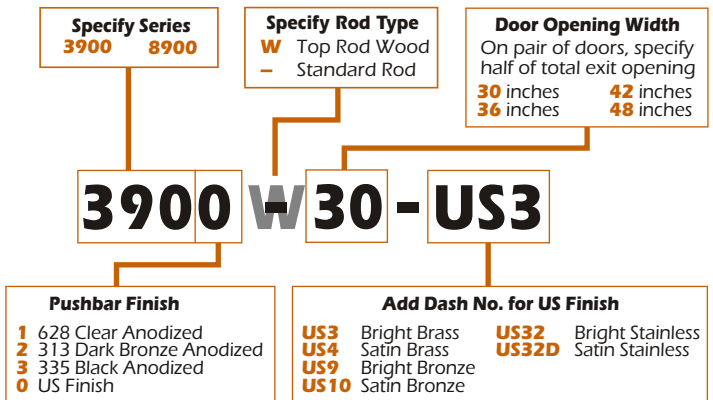 Specify Series
3900 8900
Specify Rod Type
W Top Rod Wood
– Standard Rod
Door Opening Width
On pair of doors, specify
half of total exit opening
30 inches 42 inches
36 inches 48 inches
3900 W- 30 - US3
Pushbar Finish
1 628 Clear Anodized
2 313 Dark Bronze Anodized
3 335 Black Anodized
0 US Finish
Add Dash No. for US Finish
US3 Bright Brass US32 Bright Stainless
US4 Satin Brass US32D Satin Stainless
US9 Bright Bronze
US10 Satin Bronze